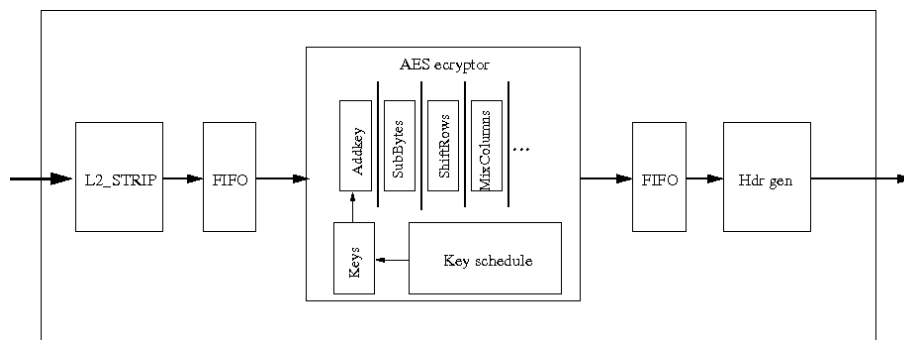 AES ecryptor
Addkey
SubBytes
ShiftRows
MixColumns
...
L2_STRIP
FIFO
FIFO
Hdr gen
Keys
Key schedule